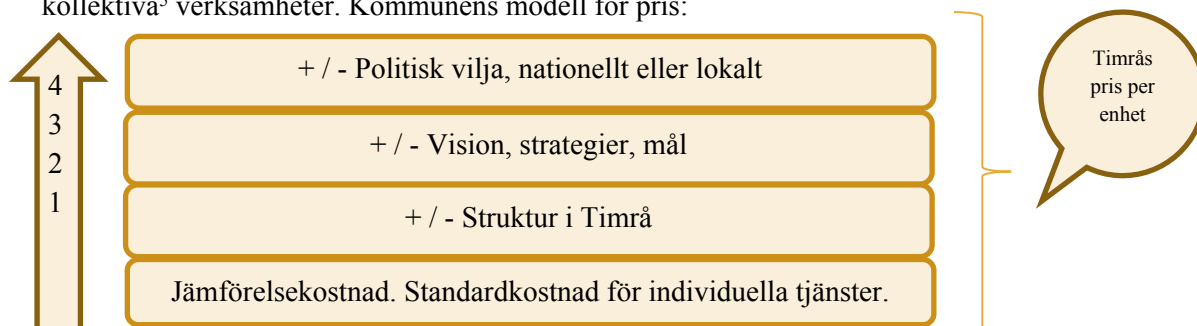 kollektiva⁵ verksamheter. Kommunens modell för pris:
4
3
2
1
+ / - Politisk vilja, nationellt eller lokalt
+ / - Vision, strategier, mål
+ / - Struktur i Timrå
Jämförelsekostnad. Standardkostnad för individuella tjänster.
Timrås
pris per
enhet